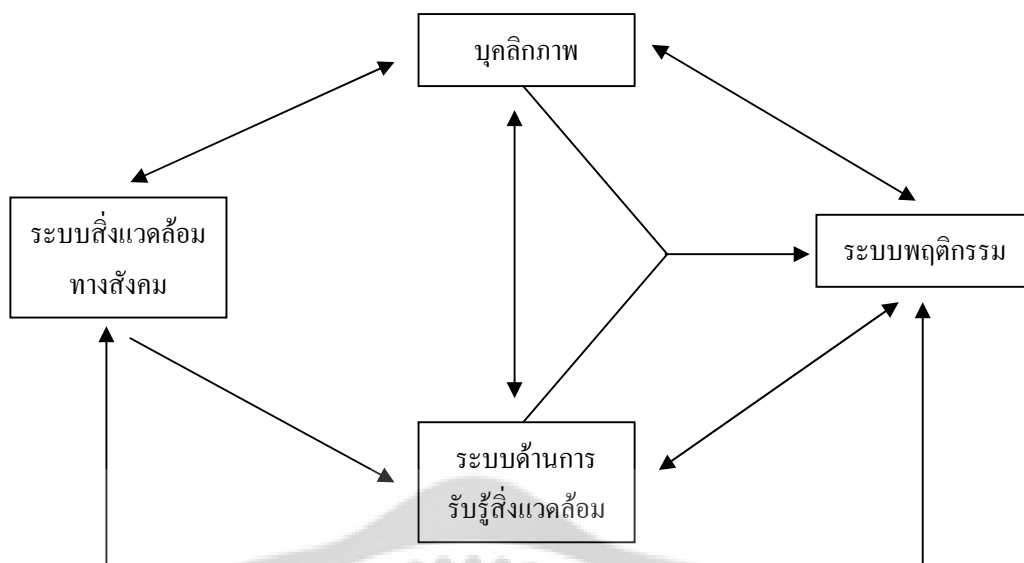 บุคลิกภาพ
ระบบสิ่งแวดล้อม
ทางสังคม
ระบบพฤติกรรม
ระบบด้านการ
รับรู้สิ่งแวดล้อม